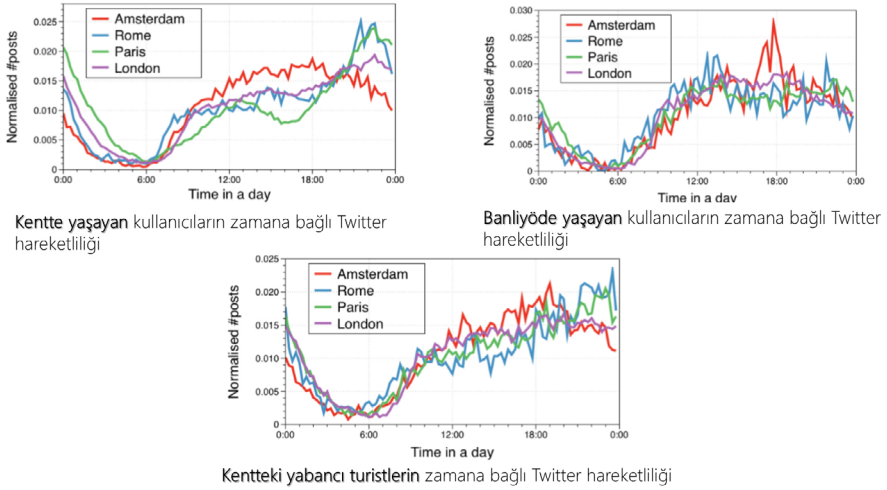 0.025
0.020
0.015
0.010
0.005
0
Normalised #posts
Amsterdam
Rome
Paris
London
0:00 6:00 12:00 18:00 0:00
Time in a day
Kentte yaşayan kullanıcıların zamana bağlı Twitter
hareketliliği
0.030
0.025
0.020
0.015
0.010
0.005
0
Normalised #posts
Amsterdam
Rome
Paris
London
0:00 6:00 12:00 18:00 0:00
Time in a day
Banliyöde yaşayan kullanıcıların zamana bağlı Twitter
hareketliliği
0.025
0.020
0.015
0.010
0.005
0
Normalised #posts
Amsterdam
Rome
Paris
London
0:00 6:00 12:00 18:00 0:00
Time in a day
Kentteki yabancı turistlerin zamana bağlı Twitter hareketliliği